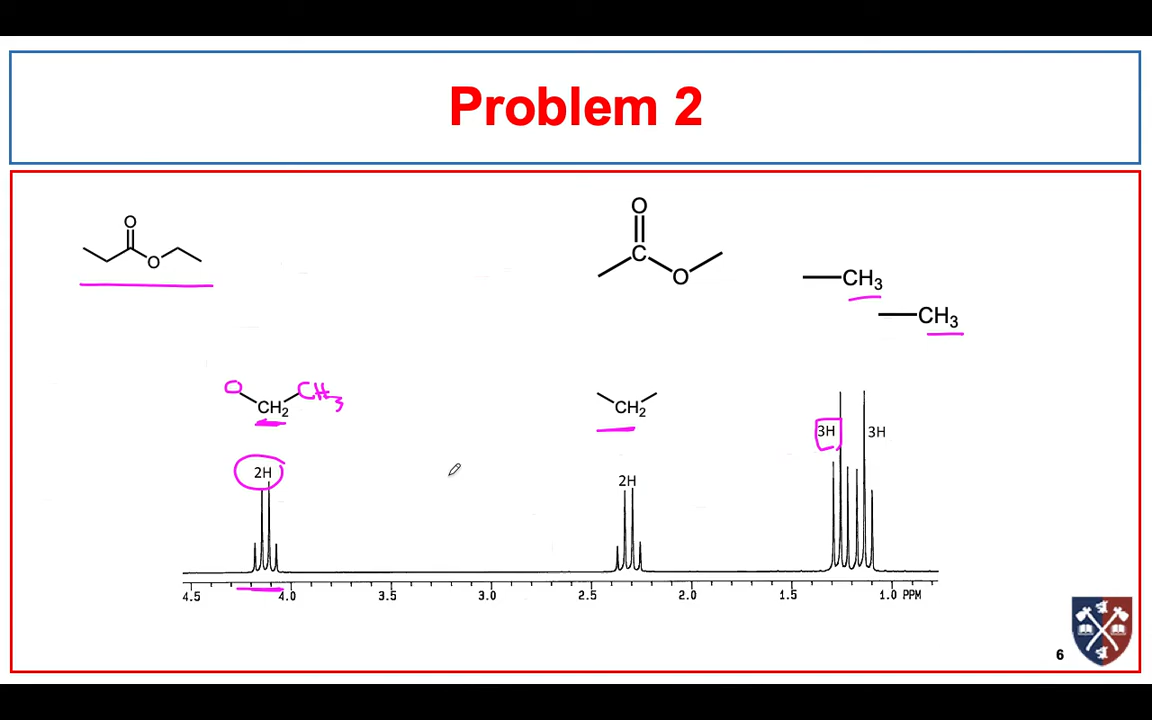 Problem 2
O
O
O
C
O
CH3
CH3
O CH3
CH2
CH2
3H 3H
2H
2H
4.5 4.0 3.5 3.0 2.5 2.0 1.5 1.0 PPM
6